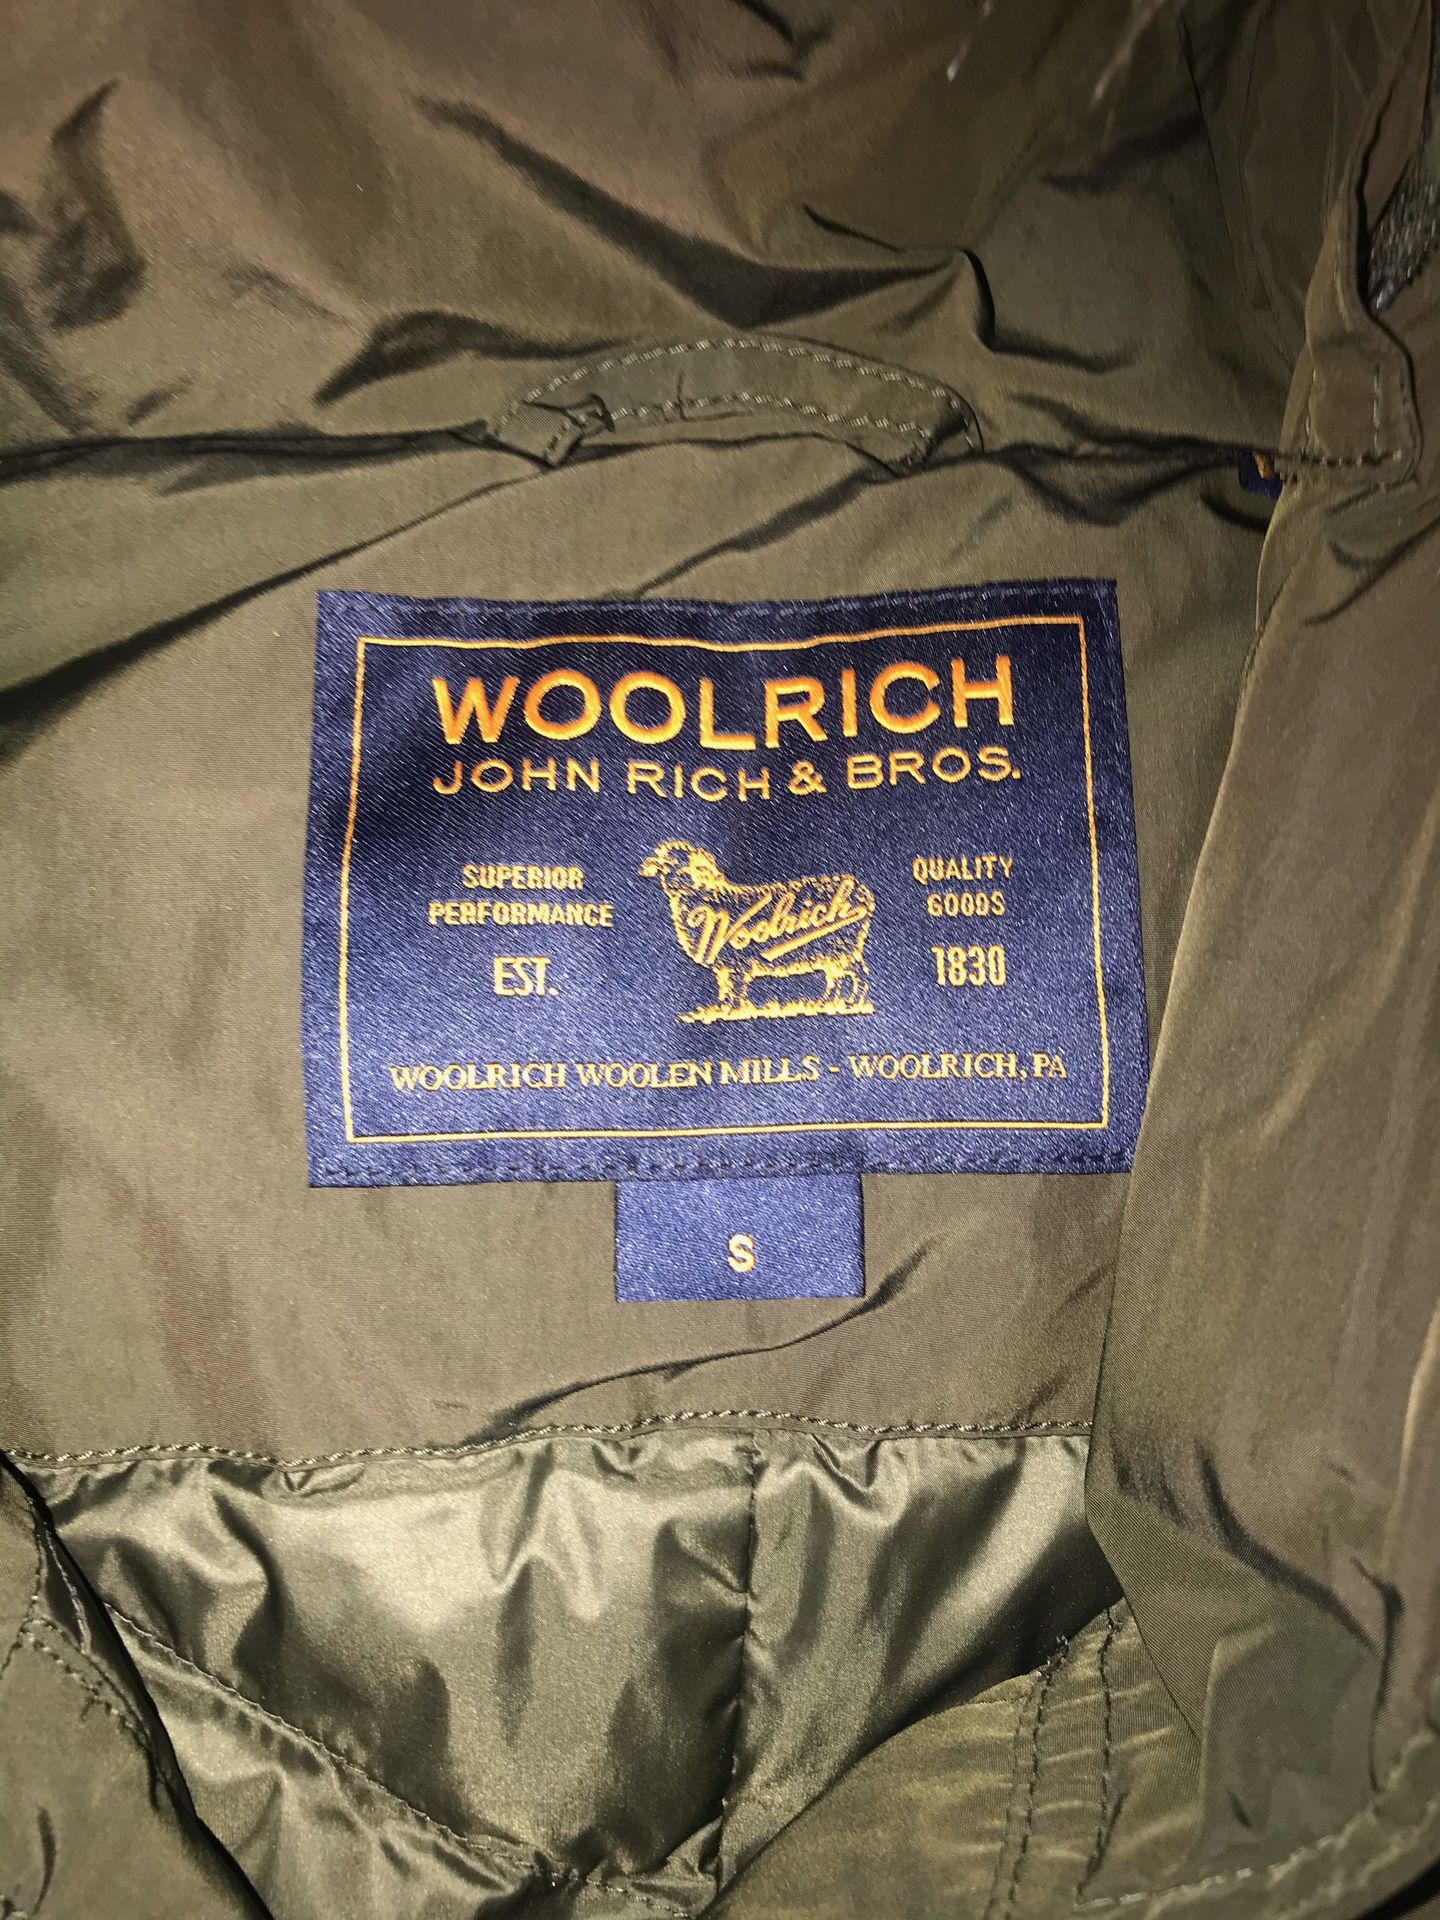 WOOLRICH
JOHN RICH & BROS.
SUPERIOR
PERFORMANCE
EST.
Woolrich
QUALITY
GOODS
1830
WOOLRICH WOOLEN MILLS - WOOLRICH, PA
S